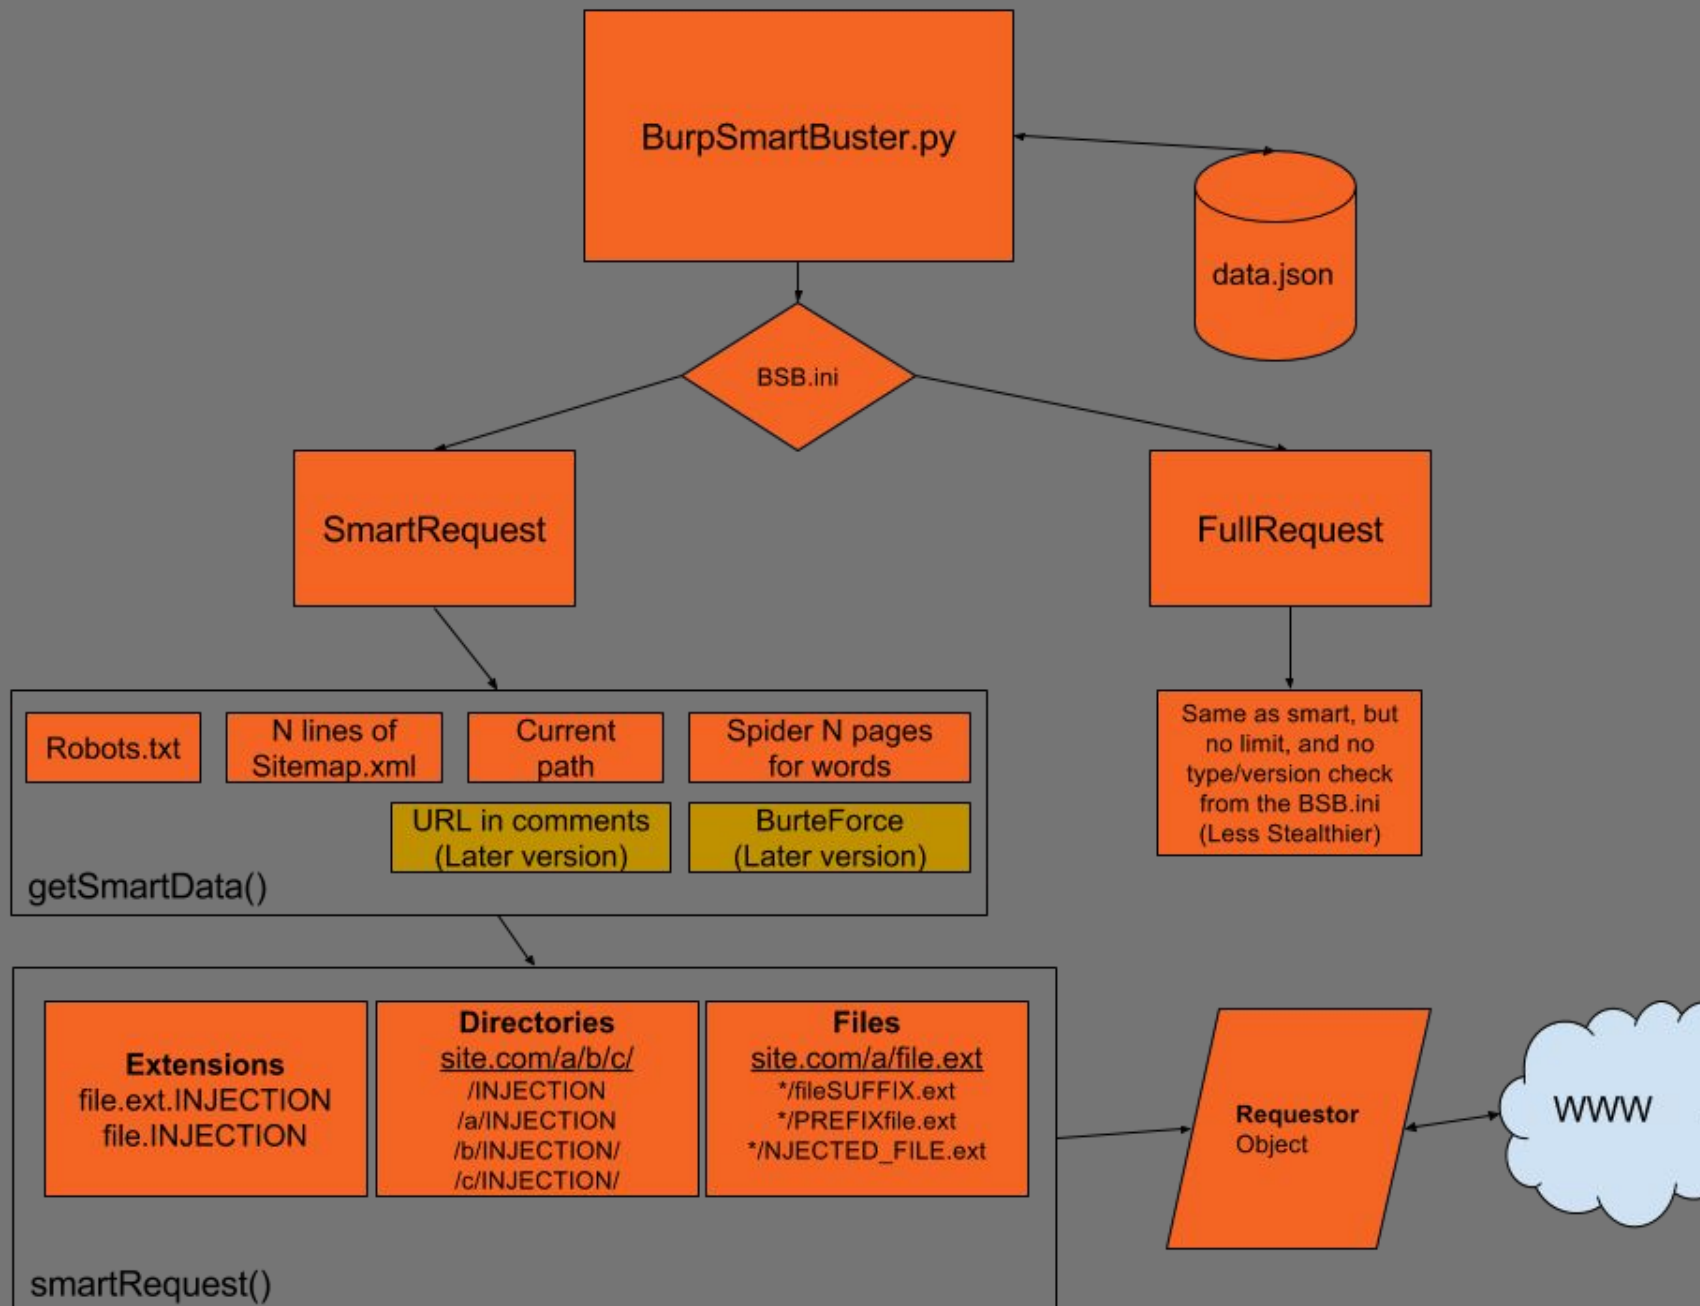 BurpSmartBuster.py
data.json
BSB.ini
SmartRequest
FullRequest
Robots.txt
N lines of
Sitemap.xml
Current
path
Spider N pages
for words
URL in comments
(Later version)
BurteForce
(Later version)
getSmartData()
Same as smart, but
no limit, and no
type/version check
from the BSB.ini
(Less Stealthier)
Extensions
file.ext.INJECTION
file.INJECTION
Directories
site.com/a/b/c/
/INJECTION
/a/INJECTION
/b/INJECTION/
/c/INJECTION/
Files
site.com/a/file.ext
*/fileSUFFIX.ext
*/PREFIXfile.ext
*/NJECTED_FILE.ext
smartRequest()
Requestor
Object
WWW